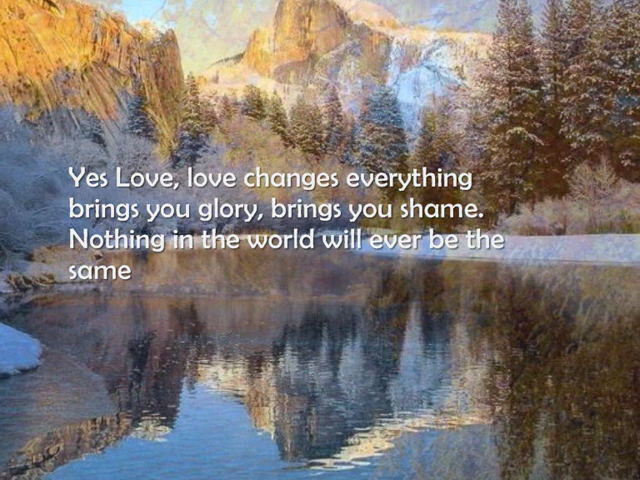 Yes Love, love changes everything
brings you glory, brings you shame.
Nothing in the world will ever be the
same